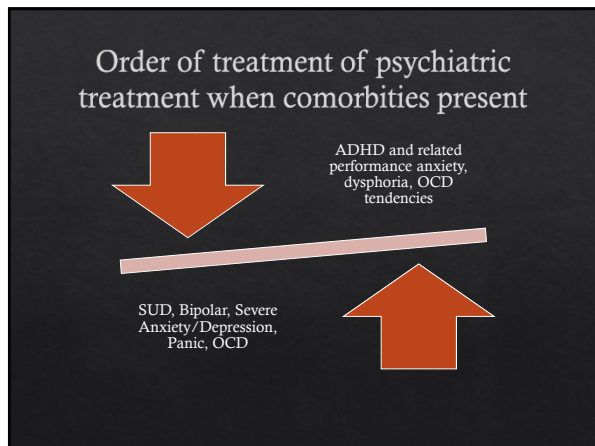 Order of treatment of psychiatric
treatment when comorbities present
ADHD and related
performance anxiety,
dysphoria, OCD
tendencies
SUD, Bipolar, Severe
Anxiety/Depression,
Panic, OCD